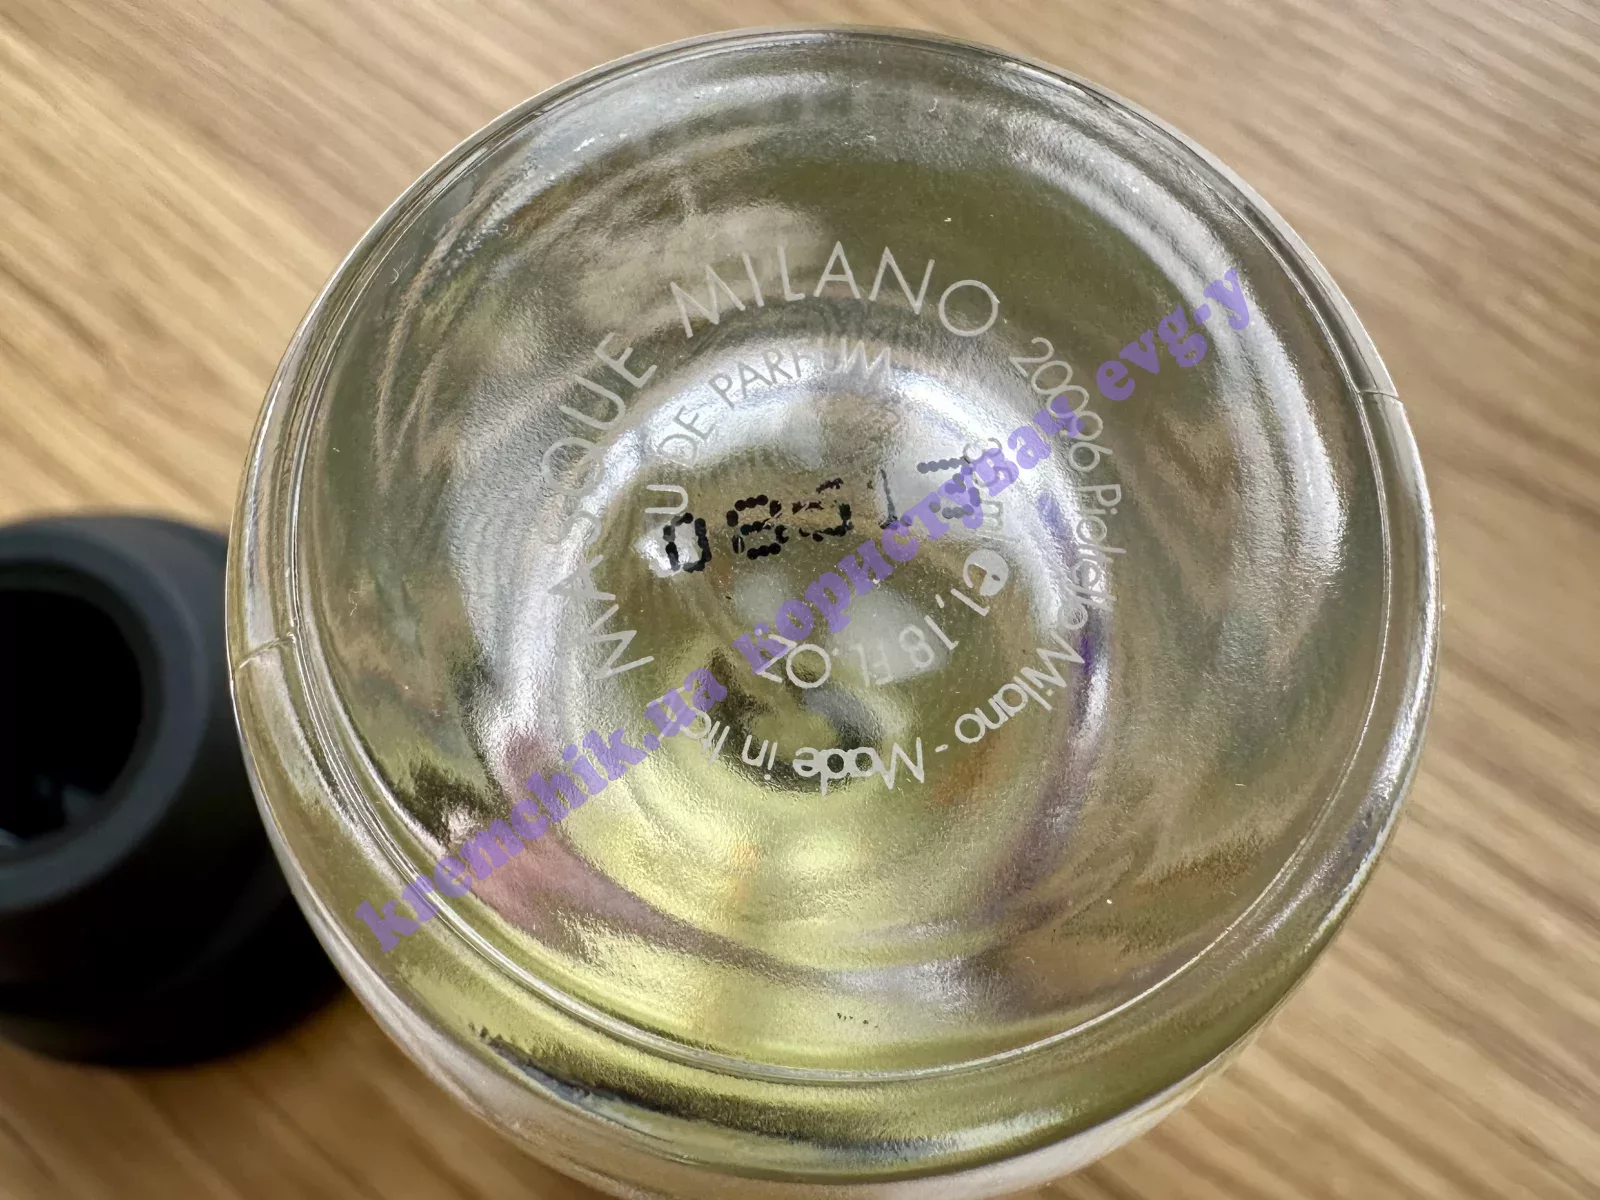 MASQUE MILANO 20096 Pioltello Milano - Made in Italy
EAU DE PARFUM
ml e 1,18 Fl. Oz
kremchik.ua користувач evg-y